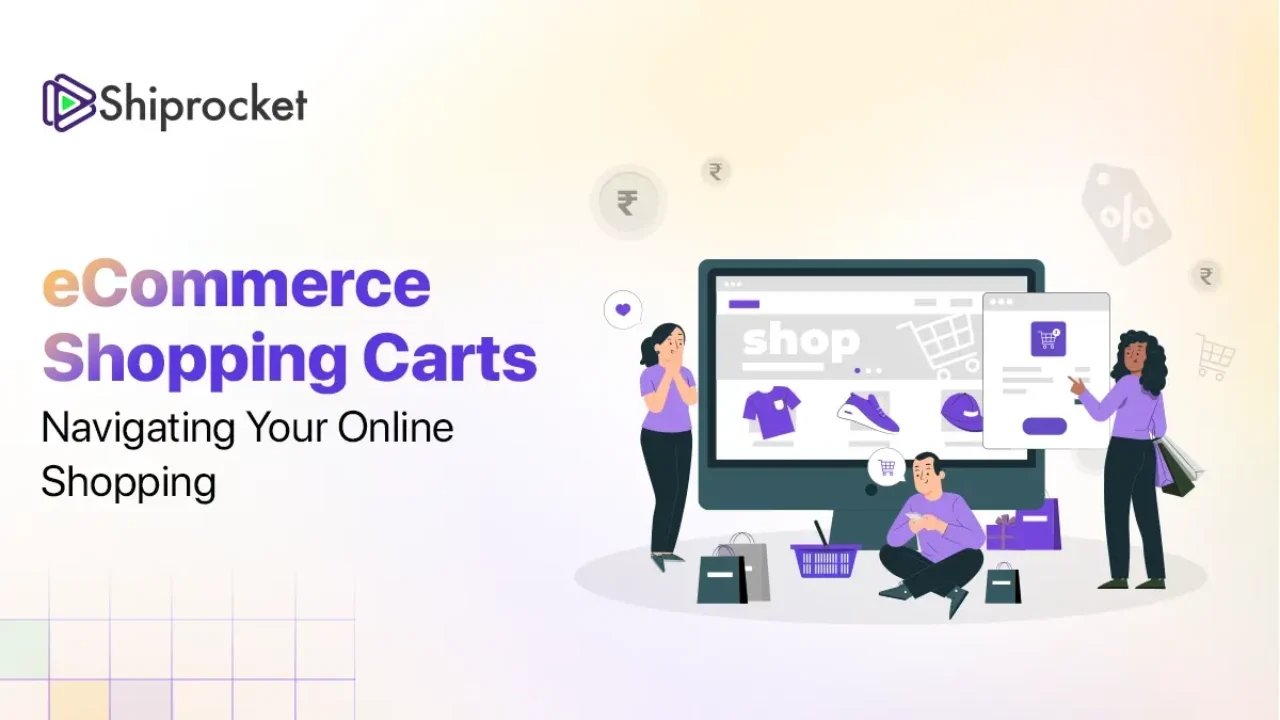 Shiprocket
eCommerce
Shopping Carts
Navigating Your Online
Shopping
₹
₹
%
₹
shop